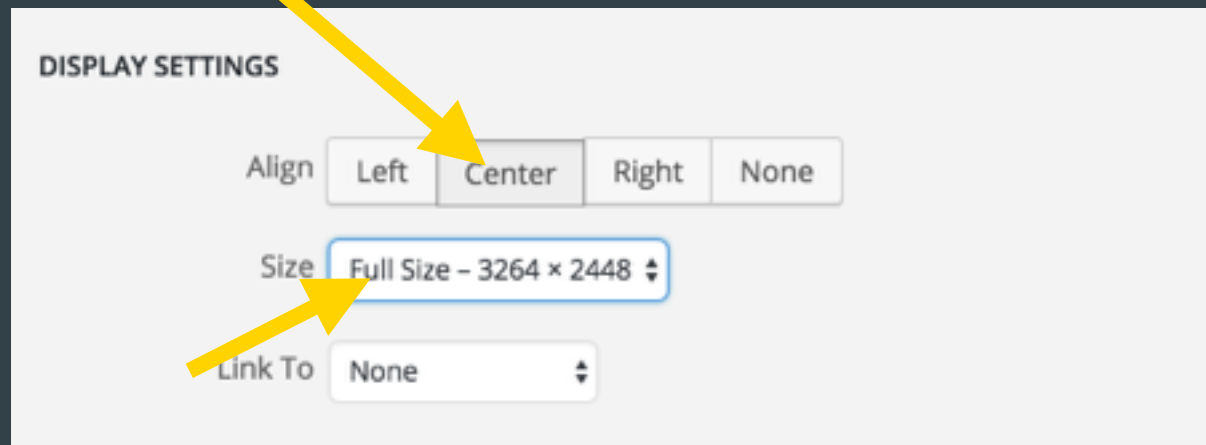 DISPLAY SETTINGS
Align Left Center Right None
Size Full Size – 3264 × 2448
Link To None